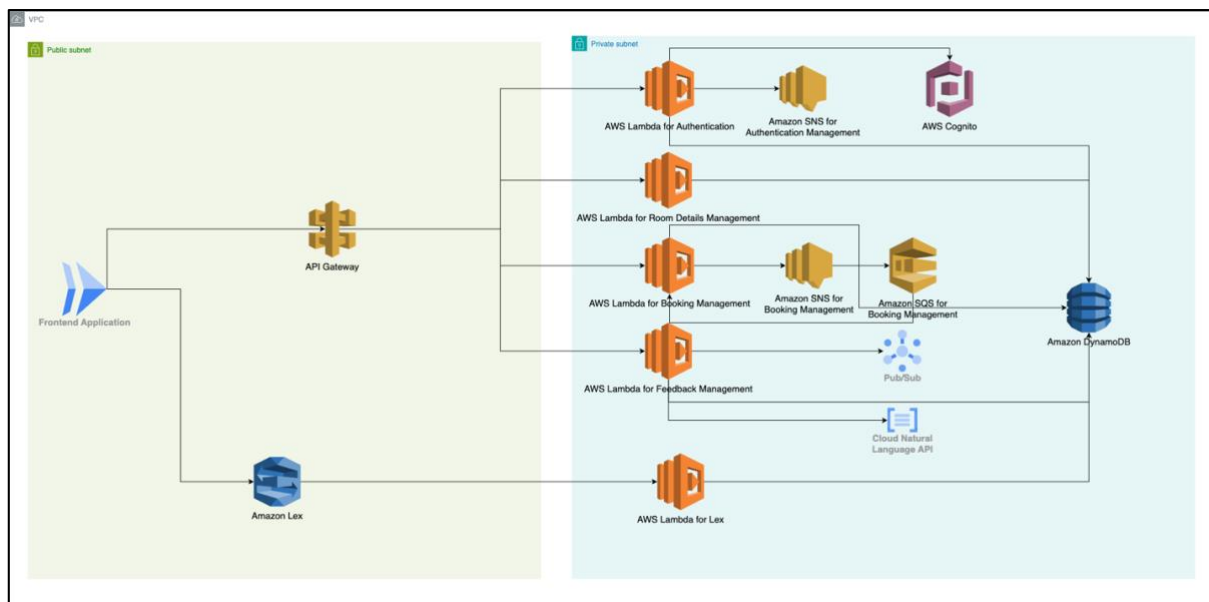 VPC
Public subnet
Private subnet
AWS Lambda for Authentication
Amazon SNS for
Authentication Management
AWS Cognito
AWS Lambda for Room Details Management
API Gateway
AWS Lambda for Booking Management
Amazon SNS for
Booking Management
Amazon SQS for
Booking Management
Frontend Application
Amazon DynamoDB
AWS Lambda for Feedback Management
Pub/Sub
Cloud Natural
Language API
Amazon Lex
AWS Lambda for Lex